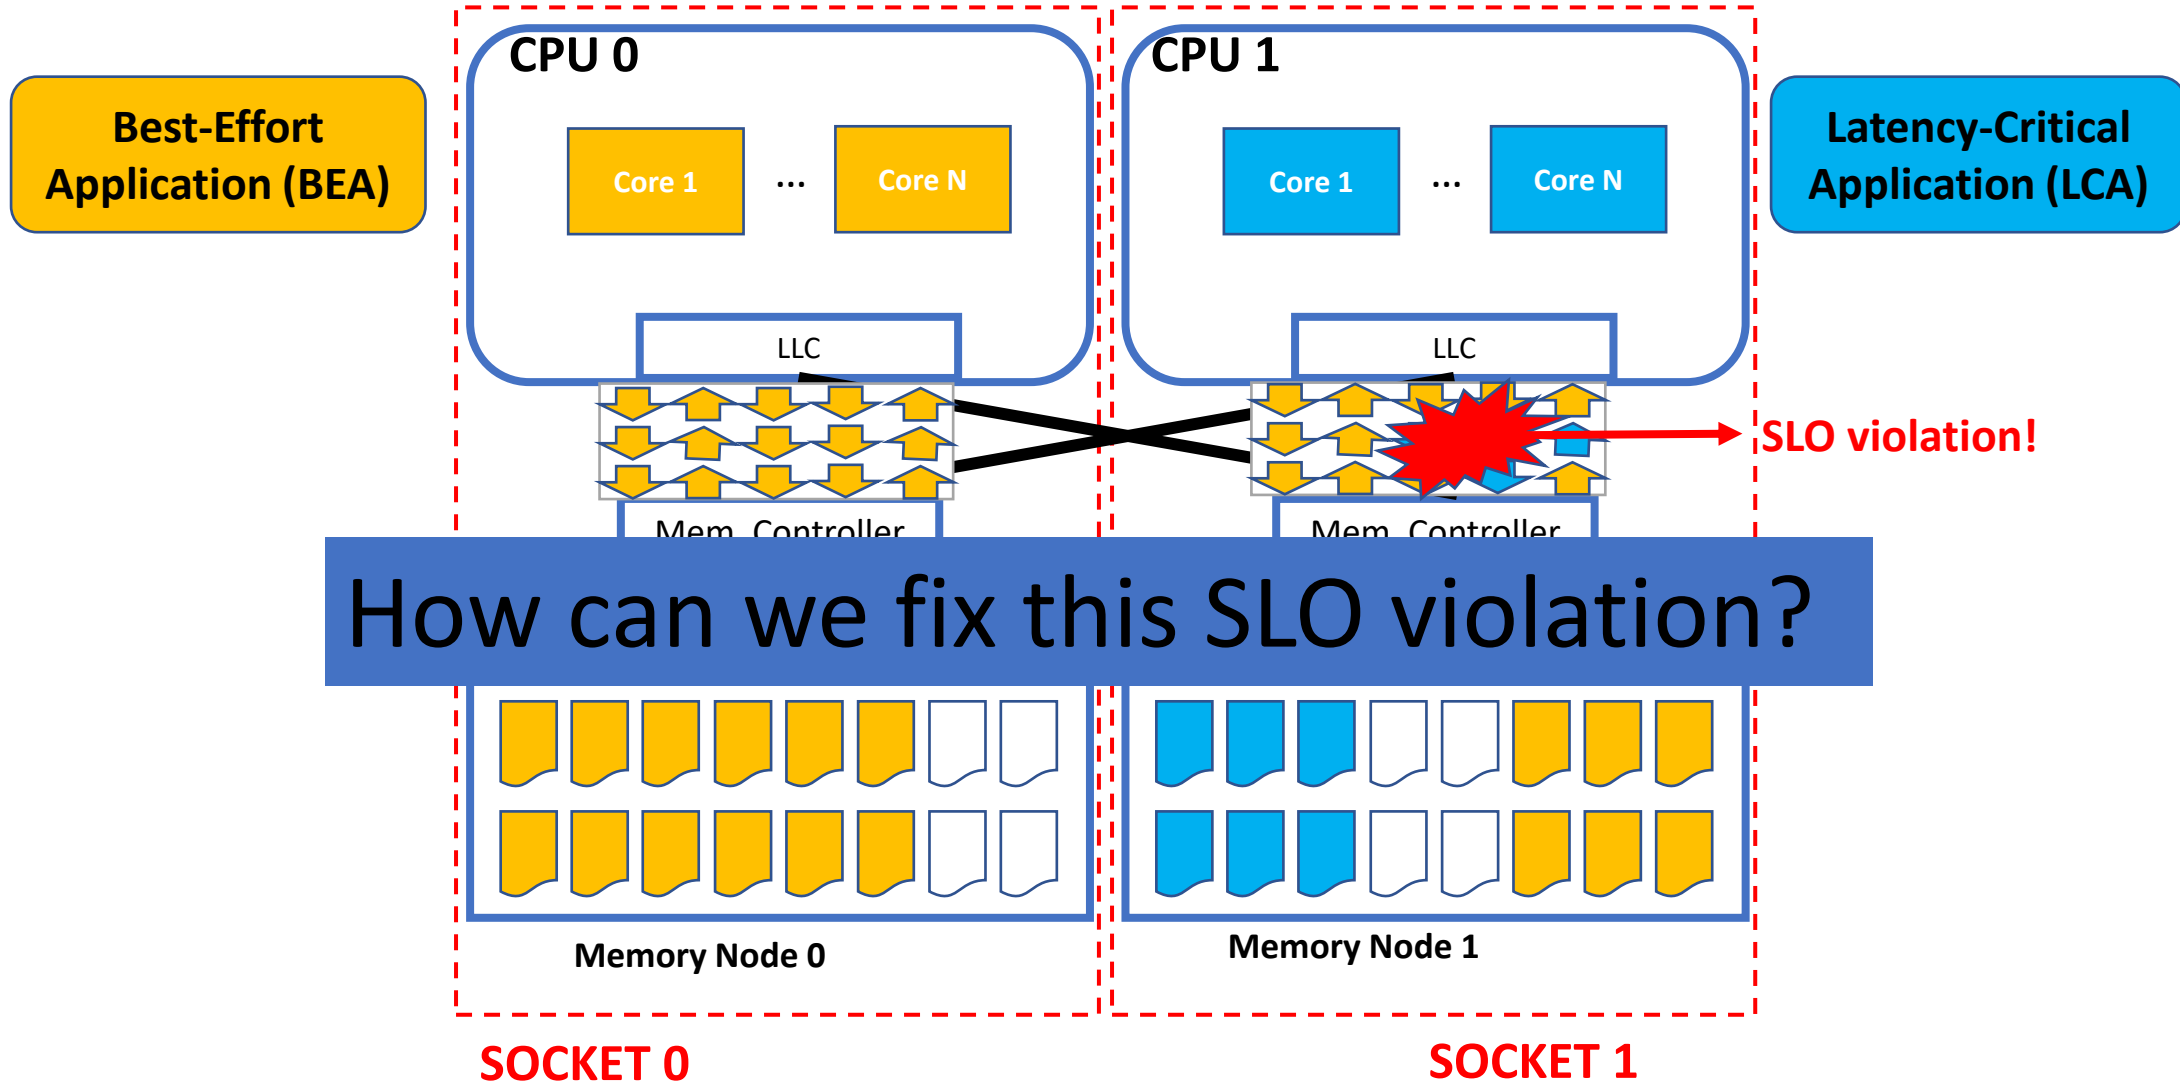 CPU 0
CPU 1
Best-Effort
Application (BEA)
Latency-Critical
Application (LCA)
Core 1
...
Core N
Core 1
...
Core N
LLC
LLC
SLO violation!
Mem. Controller
Mem. Controller
How can we fix this SLO violation?
Memory Node 0
Memory Node 1
SOCKET 0
SOCKET 1